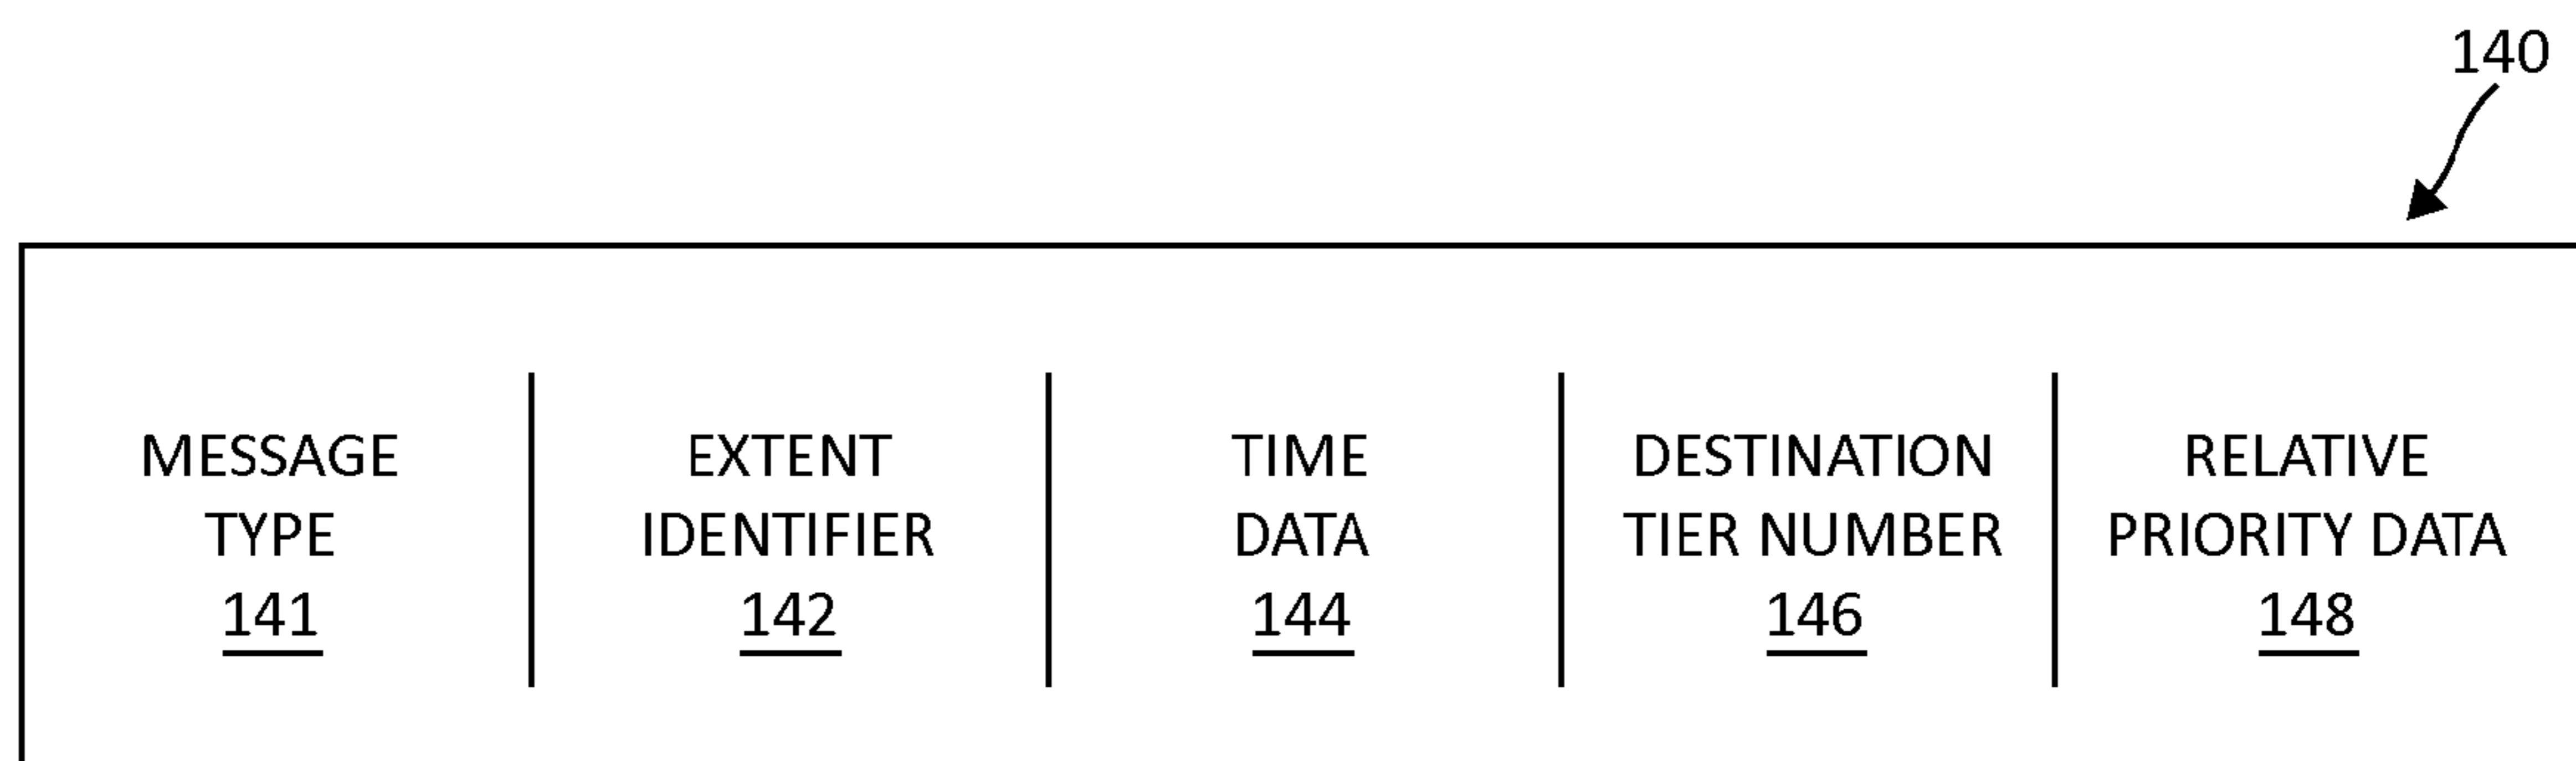 140
MESSAGE
TYPE
141
EXTENT
IDENTIFIER
142
TIME
DATA
144
DESTINATION
TIER NUMBER
146
RELATIVE
PRIORITY DATA
148